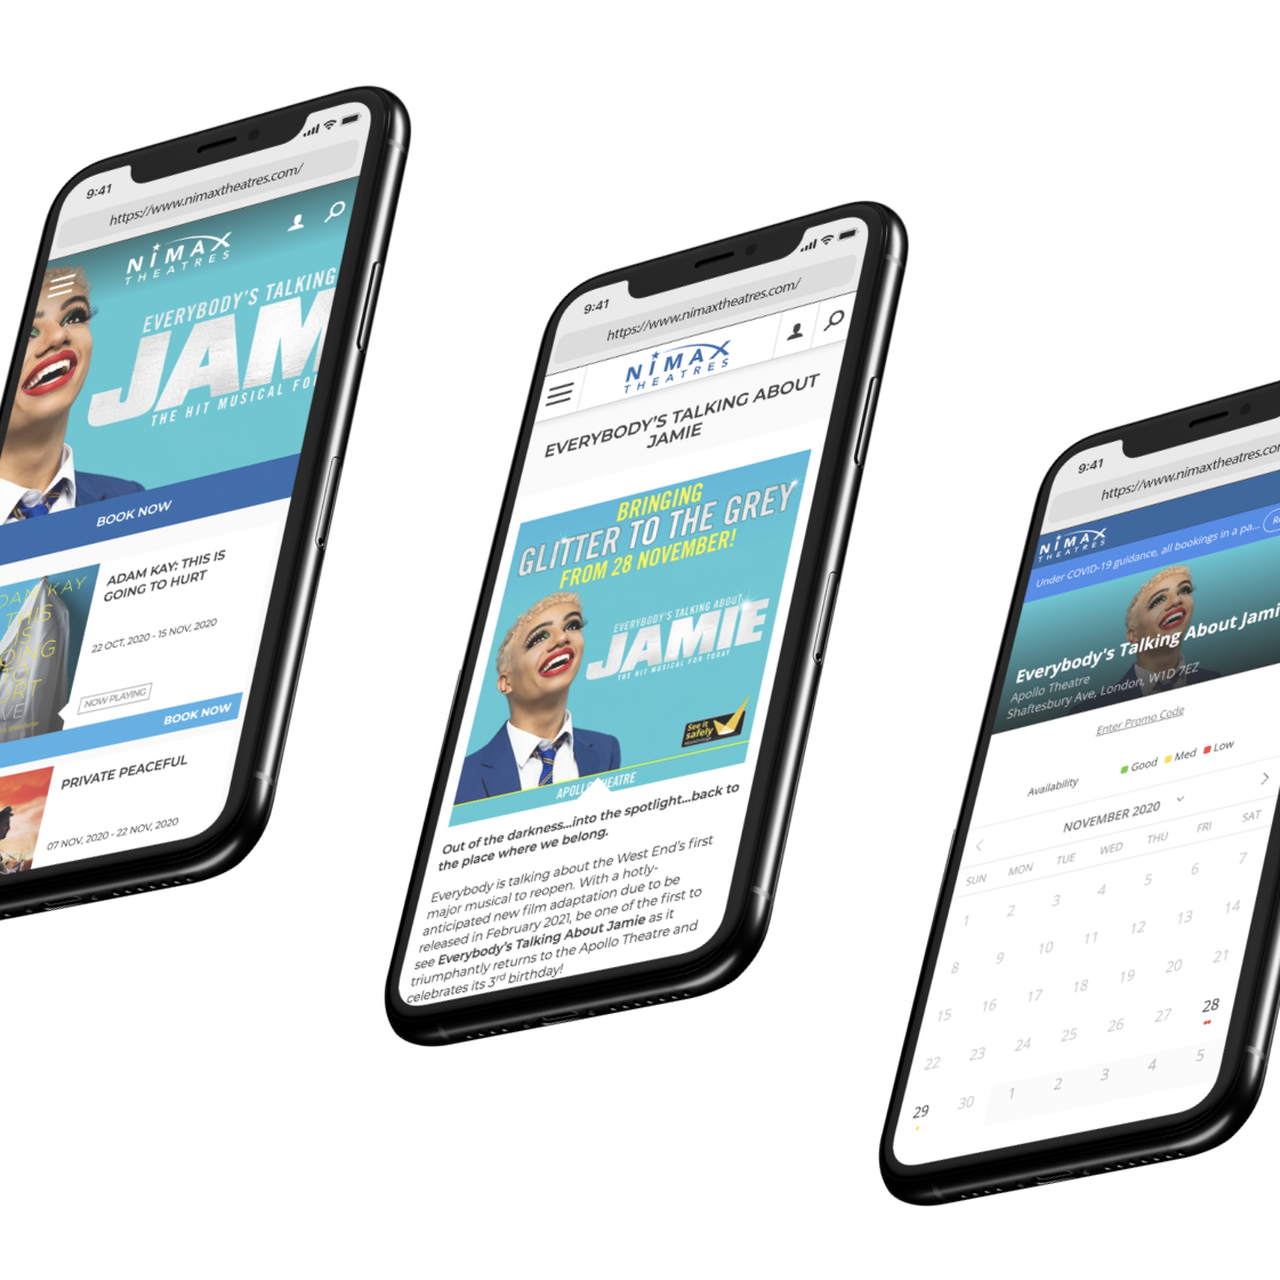 9:41
https://www.nimaxtheatres.com/
NIMAX
THEATRES
EVERYBODY'S TALKING
JAM
THE HIT MUSICAL FO
BOOK NOW
ADAM KAY
THIS
IS
GOING
ADAM KAY: THIS IS
GOING TO HURT
22 OCT, 2020 - 15 NOV, 2020
NOW PLAYING
BOOK NOW
PRIVATE PEACEFUL
07 NOV, 2020 - 22 NOV, 2020
9:41
https://www.nimaxtheatres.com/
NIMAX
THEATRES
EVERYBODY'S TALKING ABOUT
JAMIE
BRINGING
GLITTER TO THE GREY
FROM 28 NOVEMBER!
EVERYBODY'S TALKING ABOUT
JAMIE
THE HIT MUSICAL FOR TODAY
See it
safely
APOLLO THEATRE
Out of the darkness...into the spotlight...back to
the place where we belong.
Everybody is talking about the West End's first
major musical to reopen. With a hotly-
anticipated new film adaptation due to be
released in February 2021, be one of the first to
see Everybody's Talking About Jamie as it
triumphantly returns to the Apollo Theatre and
celebrates its 3rd birthday!
9:41
https://www.nimaxtheatres.co
NIMAX
THEATRES
Under COVID-19 guidance, all bookings in a pa...
Everybody's Talking About Jami
Apollo Theatre
Shaftesbury Ave, London, W1D 7EZ
Enter Promo Code
Availability Good Med Low
NOVEMBER 2020
SUN MON TUE WED THU FRI SAT
1 2 3 4 5 6 7
8 9 10 11 12 13 14
15 16 17 18 19 20 21
22 23 24 25 26 27 28
29 30 1 2 3 4 5